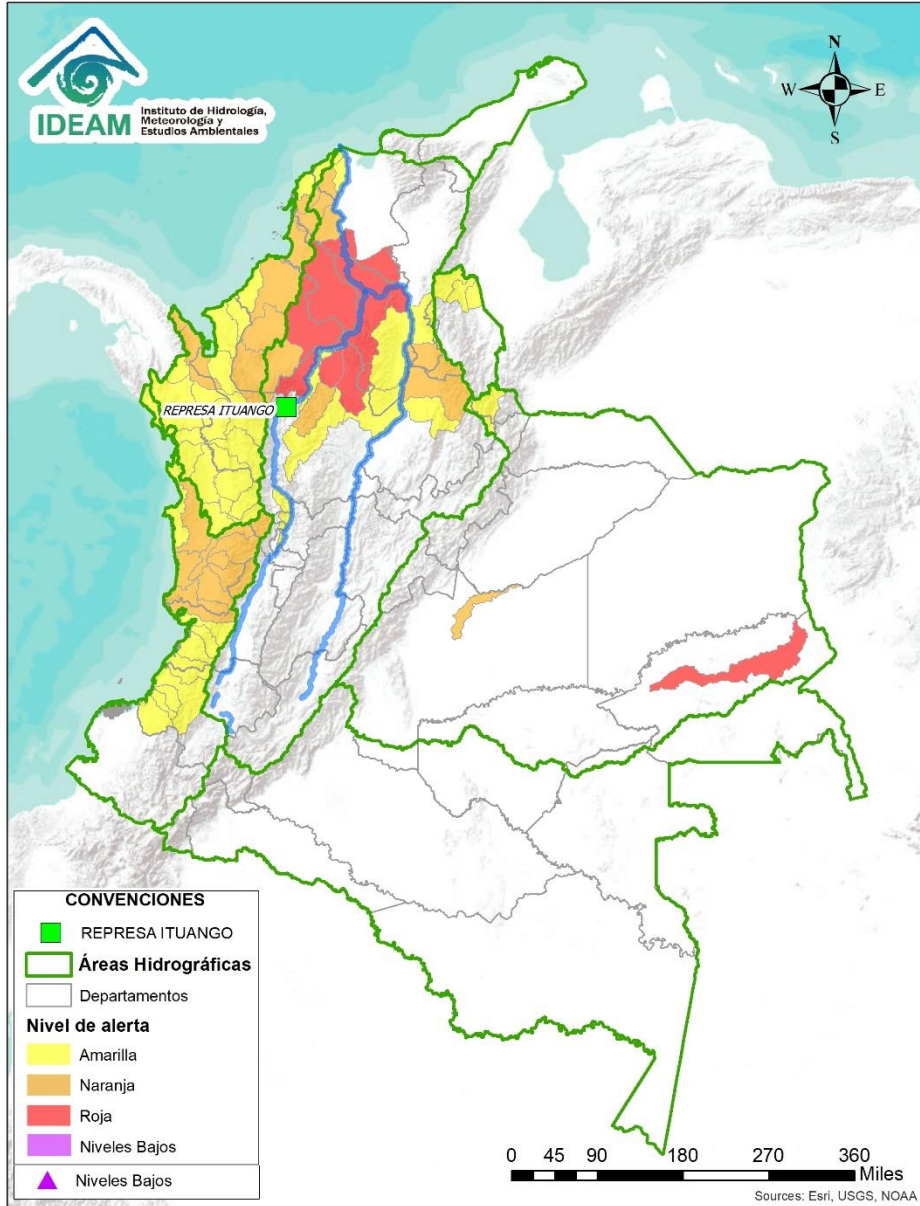 IDEAM
Instituto de Hidrología,
Meteorología y
Estudios Ambientales
N
W
E
S
REPRESA ITUANGO
CONVENCIONES
REPRESA ITUANGO
Áreas Hidrográficas
Departamentos
Nivel de alerta
Amarilla
Naranja
Roja
Niveles Bajos
Niveles Bajos
0 45 90 180 270 360
Miles
Sources: Esri, USGS, NOAA